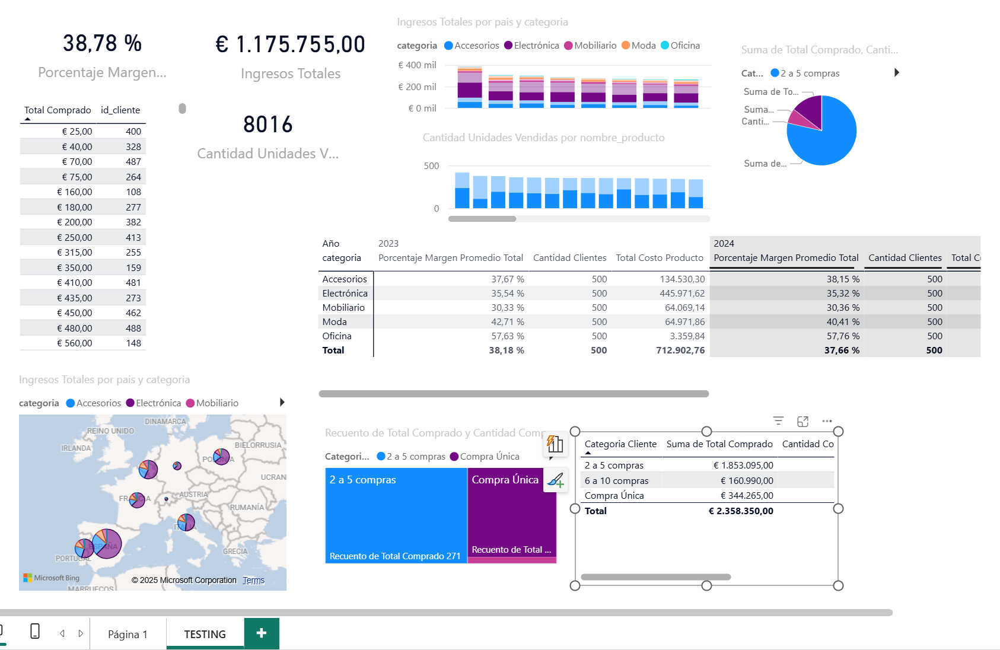 38,78 %
Porcentaje Margen...
€ 1.175.755,00
Ingresos Totales
8016
Cantidad Unidades V...
Total Comprado id_cliente
€ 25,00 400
€ 40,00 328
€ 70,00 487
€ 75,00 264
€ 160,00 108
€ 180,00 277
€ 200,00 382
€ 250,00 413
€ 315,00 255
€ 350,00 159
€ 410,00 481
€ 435,00 273
€ 450,00 462
€ 480,00 488
€ 560,00 148
Ingresos Totales por pais y categoria
categoria Accesorios Electrónica Mobiliario Moda Oficina
€ 400 mil
€ 200 mil
€ 0 mil
Cantidad Unidades Vendidas por nombre_producto
500
0
Suma de Total Comprado, Canti...
Cat... 2 a 5 compras
Suma de To...
Suma...
Canti...
Suma de...
Año 2023 2024
categoria Porcentaje Margen Promedio Total Cantidad Clientes Total Costo Producto Porcentaje Margen Promedio Total Cantidad Clientes Total C
Accesorios 37,67 % 500 134.530,30 38,15 % 500
Electrónica 35,54 % 500 445.971,62 35,32 % 500
Mobiliario 30,33 % 500 64.069,14 30,36 % 500
Moda 42,71 % 500 64.971,86 40,41 % 500
Oficina 57,63 % 500 3.359,84 57,76 % 500
Total 38,18 % 500 712.902,76 37,66 % 500
Ingresos Totales por pais y categoria
categoria Accesorios Electrónica Mobiliario
DINAMARCA
REINO UNIDO
IRLANDA
BIELORRUSIA
POLONIA
UCRANI
FRANCIA
AUSTRIA
RUMANÍA
ITALIA
ESPAÑA
GRECIA
PORTUGAL
MARRUECOS
Microsoft Bing
© 2025 Microsoft Corporation Terms
Recuento de Total Comprado y Cantidad Comp
Categori... 2 a 5 compras Compra Única
2 a 5 compras
Compra Única
Recuento de Total Comprado 271
Recuento de Total ...
Categoria Cliente Suma de Total Comprado Cantidad Co
2 a 5 compras € 1.853.095,00
6 a 10 compras € 160.990,00
Compra Única € 344.265,00
Total € 2.358.350,00
Página 1
TESTING